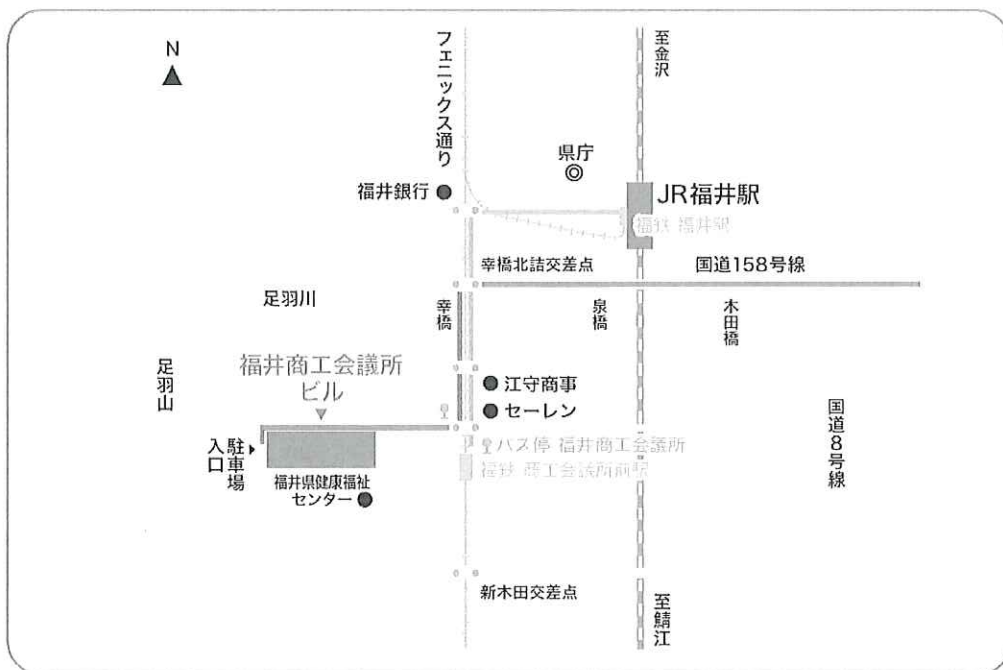 N
フェニックス通り
至金沢
県庁
福井銀行
JR福井駅
福鉄 福井駅
幸橋北詰交差点
国道158号線
足羽川
幸橋
泉橋
木田橋
足羽山
福井商工会議所
ビル
江守商事
セーレン
国道8号線
駐車場
入口
バス停 福井商工会議所
福鉄 商工会議所前駅
福井県健康福祉
センター
新木田交差点
至鯖江